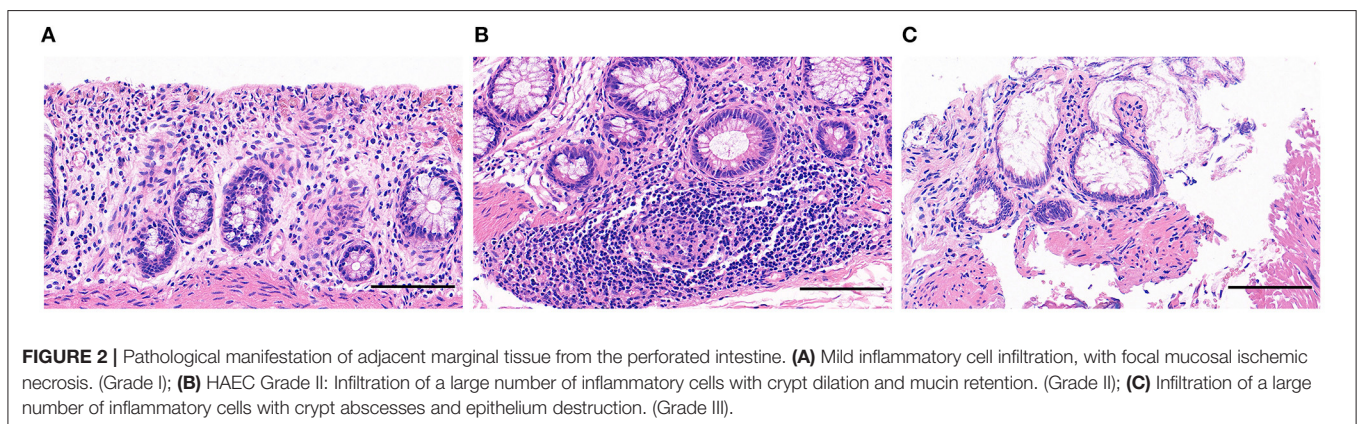 A
B
C
FIGURE 2 | Pathological manifestation of adjacent marginal tissue from the perforated intestine. (A) Mild inflammatory cell infiltration, with focal mucosal ischemic
necrosis. (Grade I); (B) HAEC Grade II: Infiltration of a large number of inflammatory cells with crypt dilation and mucin retention. (Grade II); (C) Infiltration of a large
number of inflammatory cells with crypt abscesses and epithelium destruction. (Grade III).